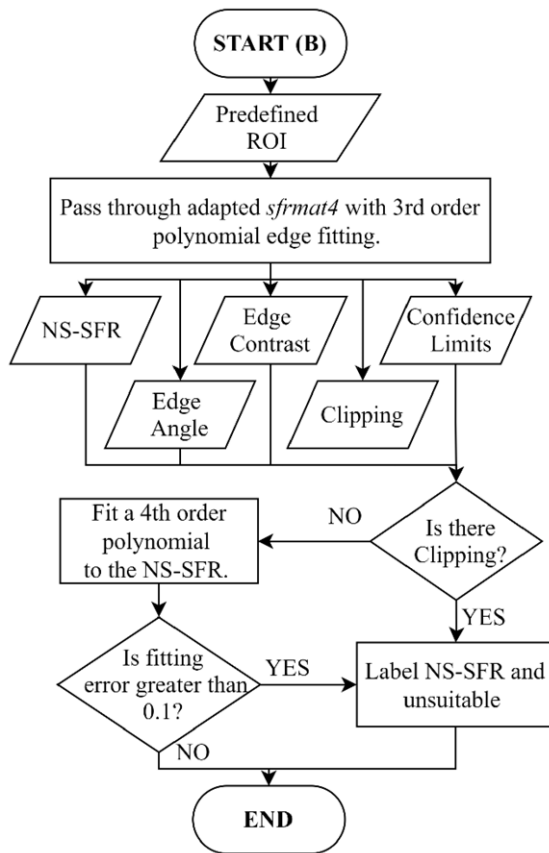 START (B)
Predefined
ROI
Pass through adapted sfrmat4 with 3rd order
polynomial edge fitting.
NS-SFR
Edge
Contrast
Confidence
Limits
Edge
Angle
Clipping
Is there
Clipping?
NO
YES
Fit a 4th order
polynomial
to the NS-SFR.
Is fitting
error greater than
0.1?
YES
NO
Label NS-SFR and
unsuitable
END